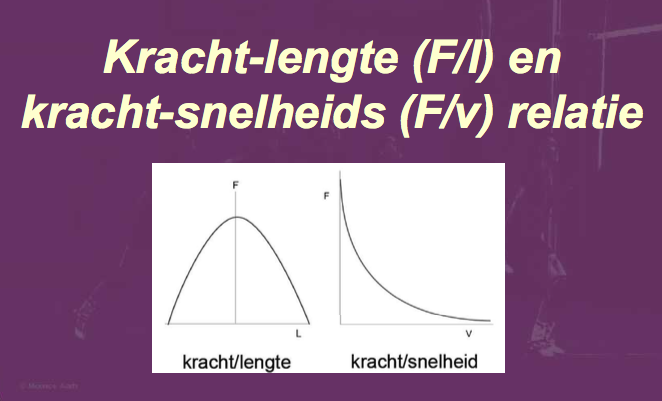 Kracht-lengte (F/l) en
kracht-snelheids (F/v) relatie
F
L
kracht/lengte
F
V
kracht/snelheid